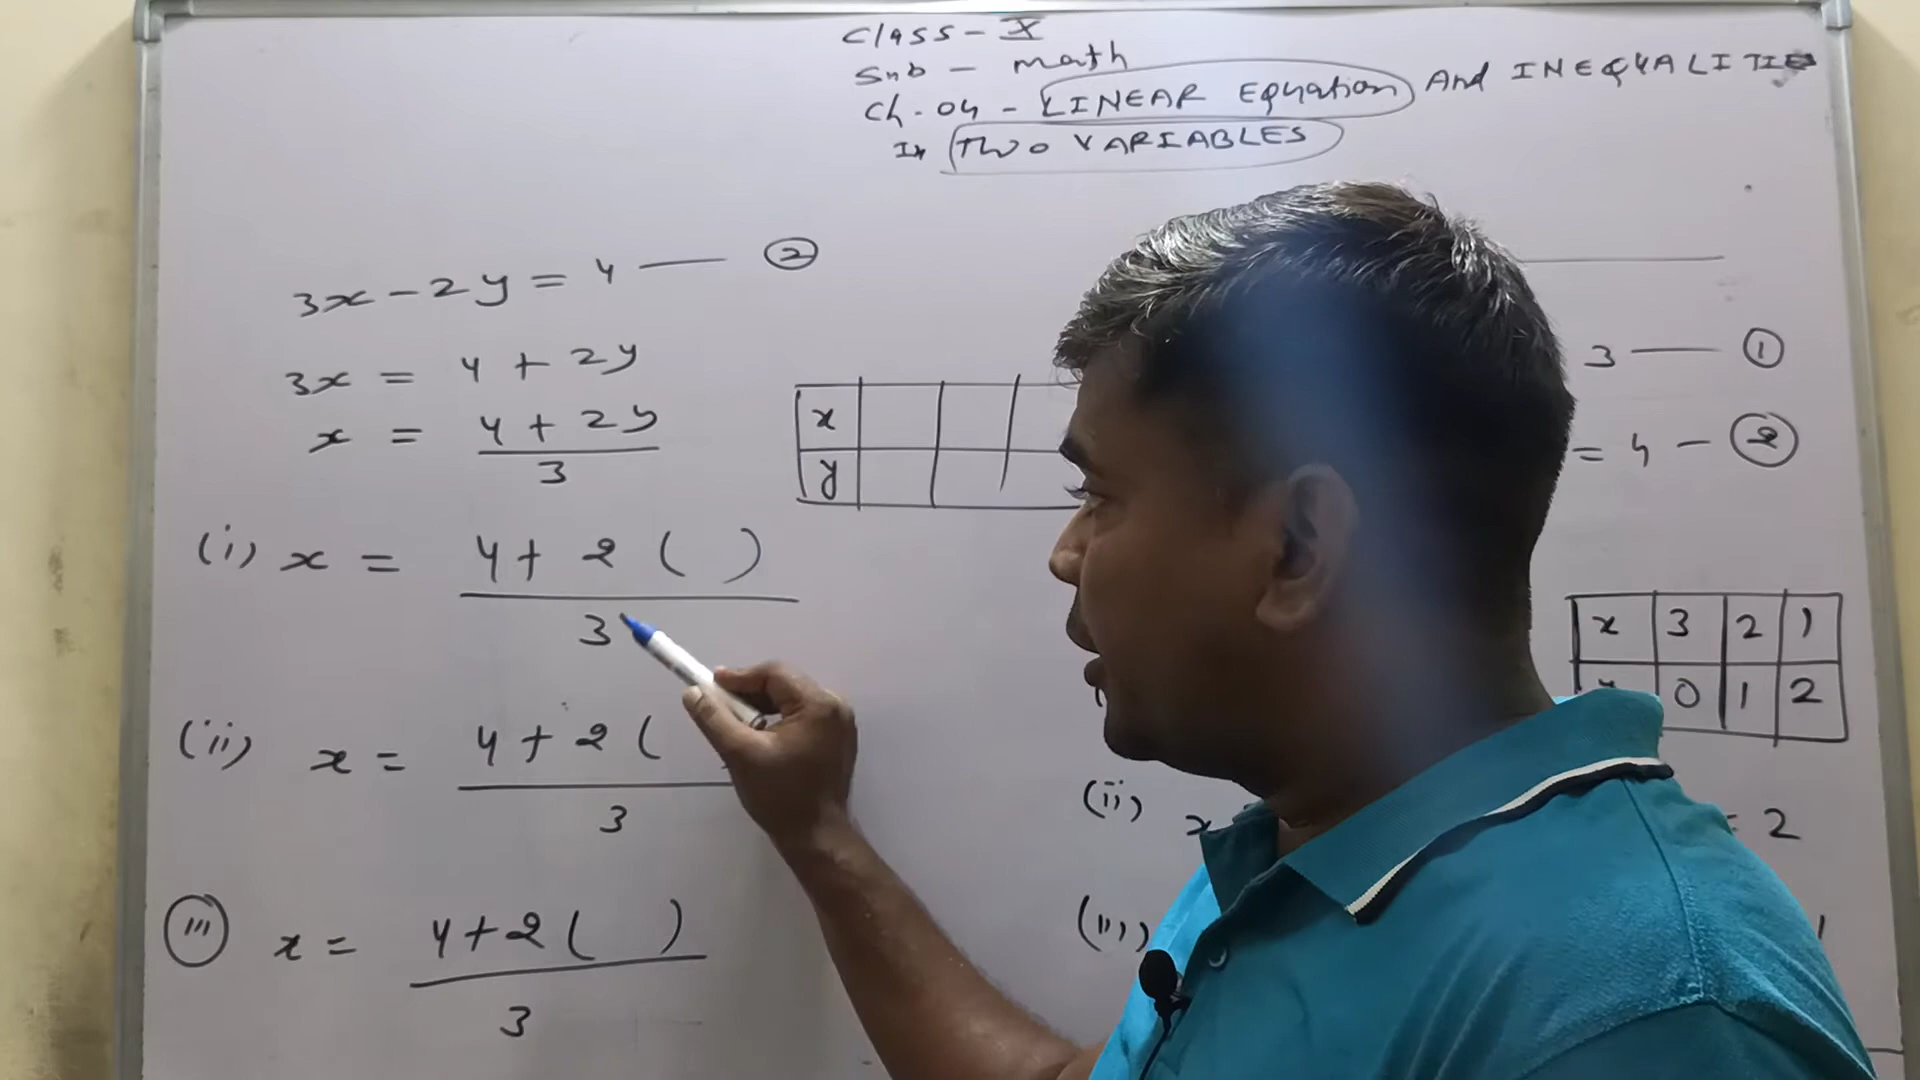 Class - X
Sub - math
Ch. 04 - LINEAR Equation And INEQUALITIE
In TWO VARIABLES
3x - 2y = 4 —— ②
3x = 4 + 2y
x = 4 + 2y
3
(i) x = 4 + 2 ( )
3
(ii) x = 4 + 2 (
3
(iii) x = 4 + 2 ( )
3
x
y
3 —— ①
= 4 - ②
x 3 2 1
0 1 2
(ii) x = 2
(iii) 1